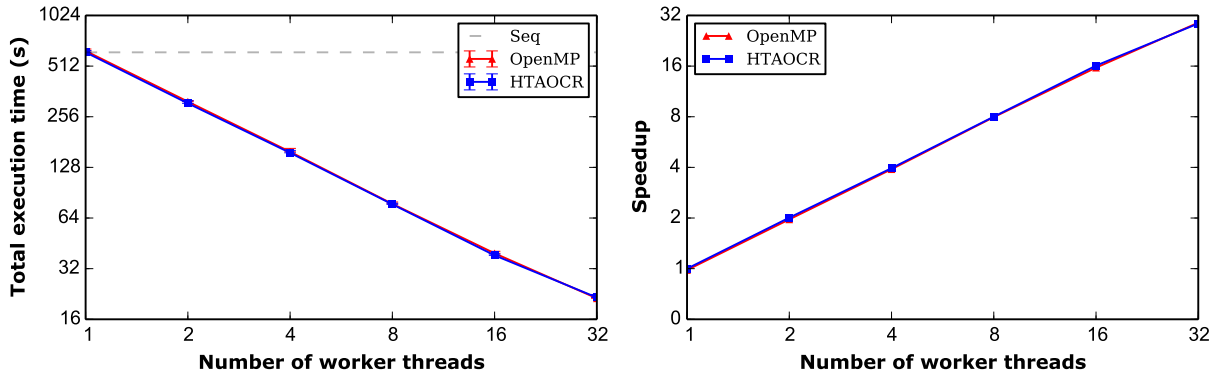 Total execution time (s)
1024
512
256
128
64
32
16
1
2
4
8
16
32
Number of worker threads
Seq
OpenMP
HTAOCR
Speedup
32
16
8
4
2
1
0
1
2
4
8
16
32
Number of worker threads
OpenMP
HTAOCR